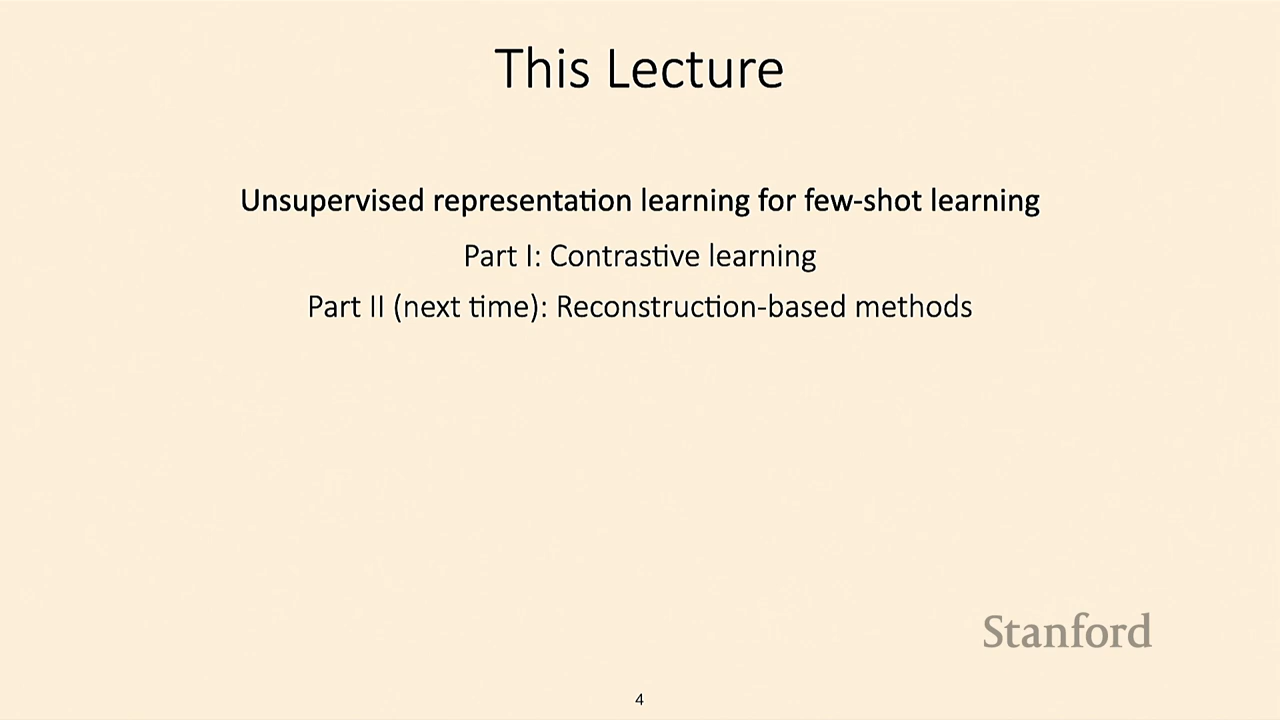 This Lecture
Unsupervised representation learning for few-shot learning
Part I: Contrastive learning
Part II (next time): Reconstruction-based methods
Stanford
4